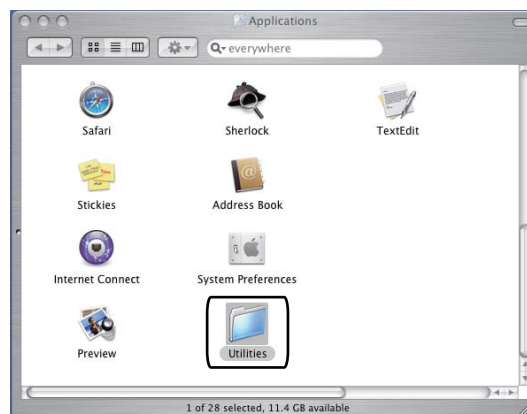 Applications
everywhere
Safari
Sherlock
TextEdit
Stickies
Address Book
Internet Connect
System Preferences
Preview
Utilities
1 of 28 selected, 11.4 GB available